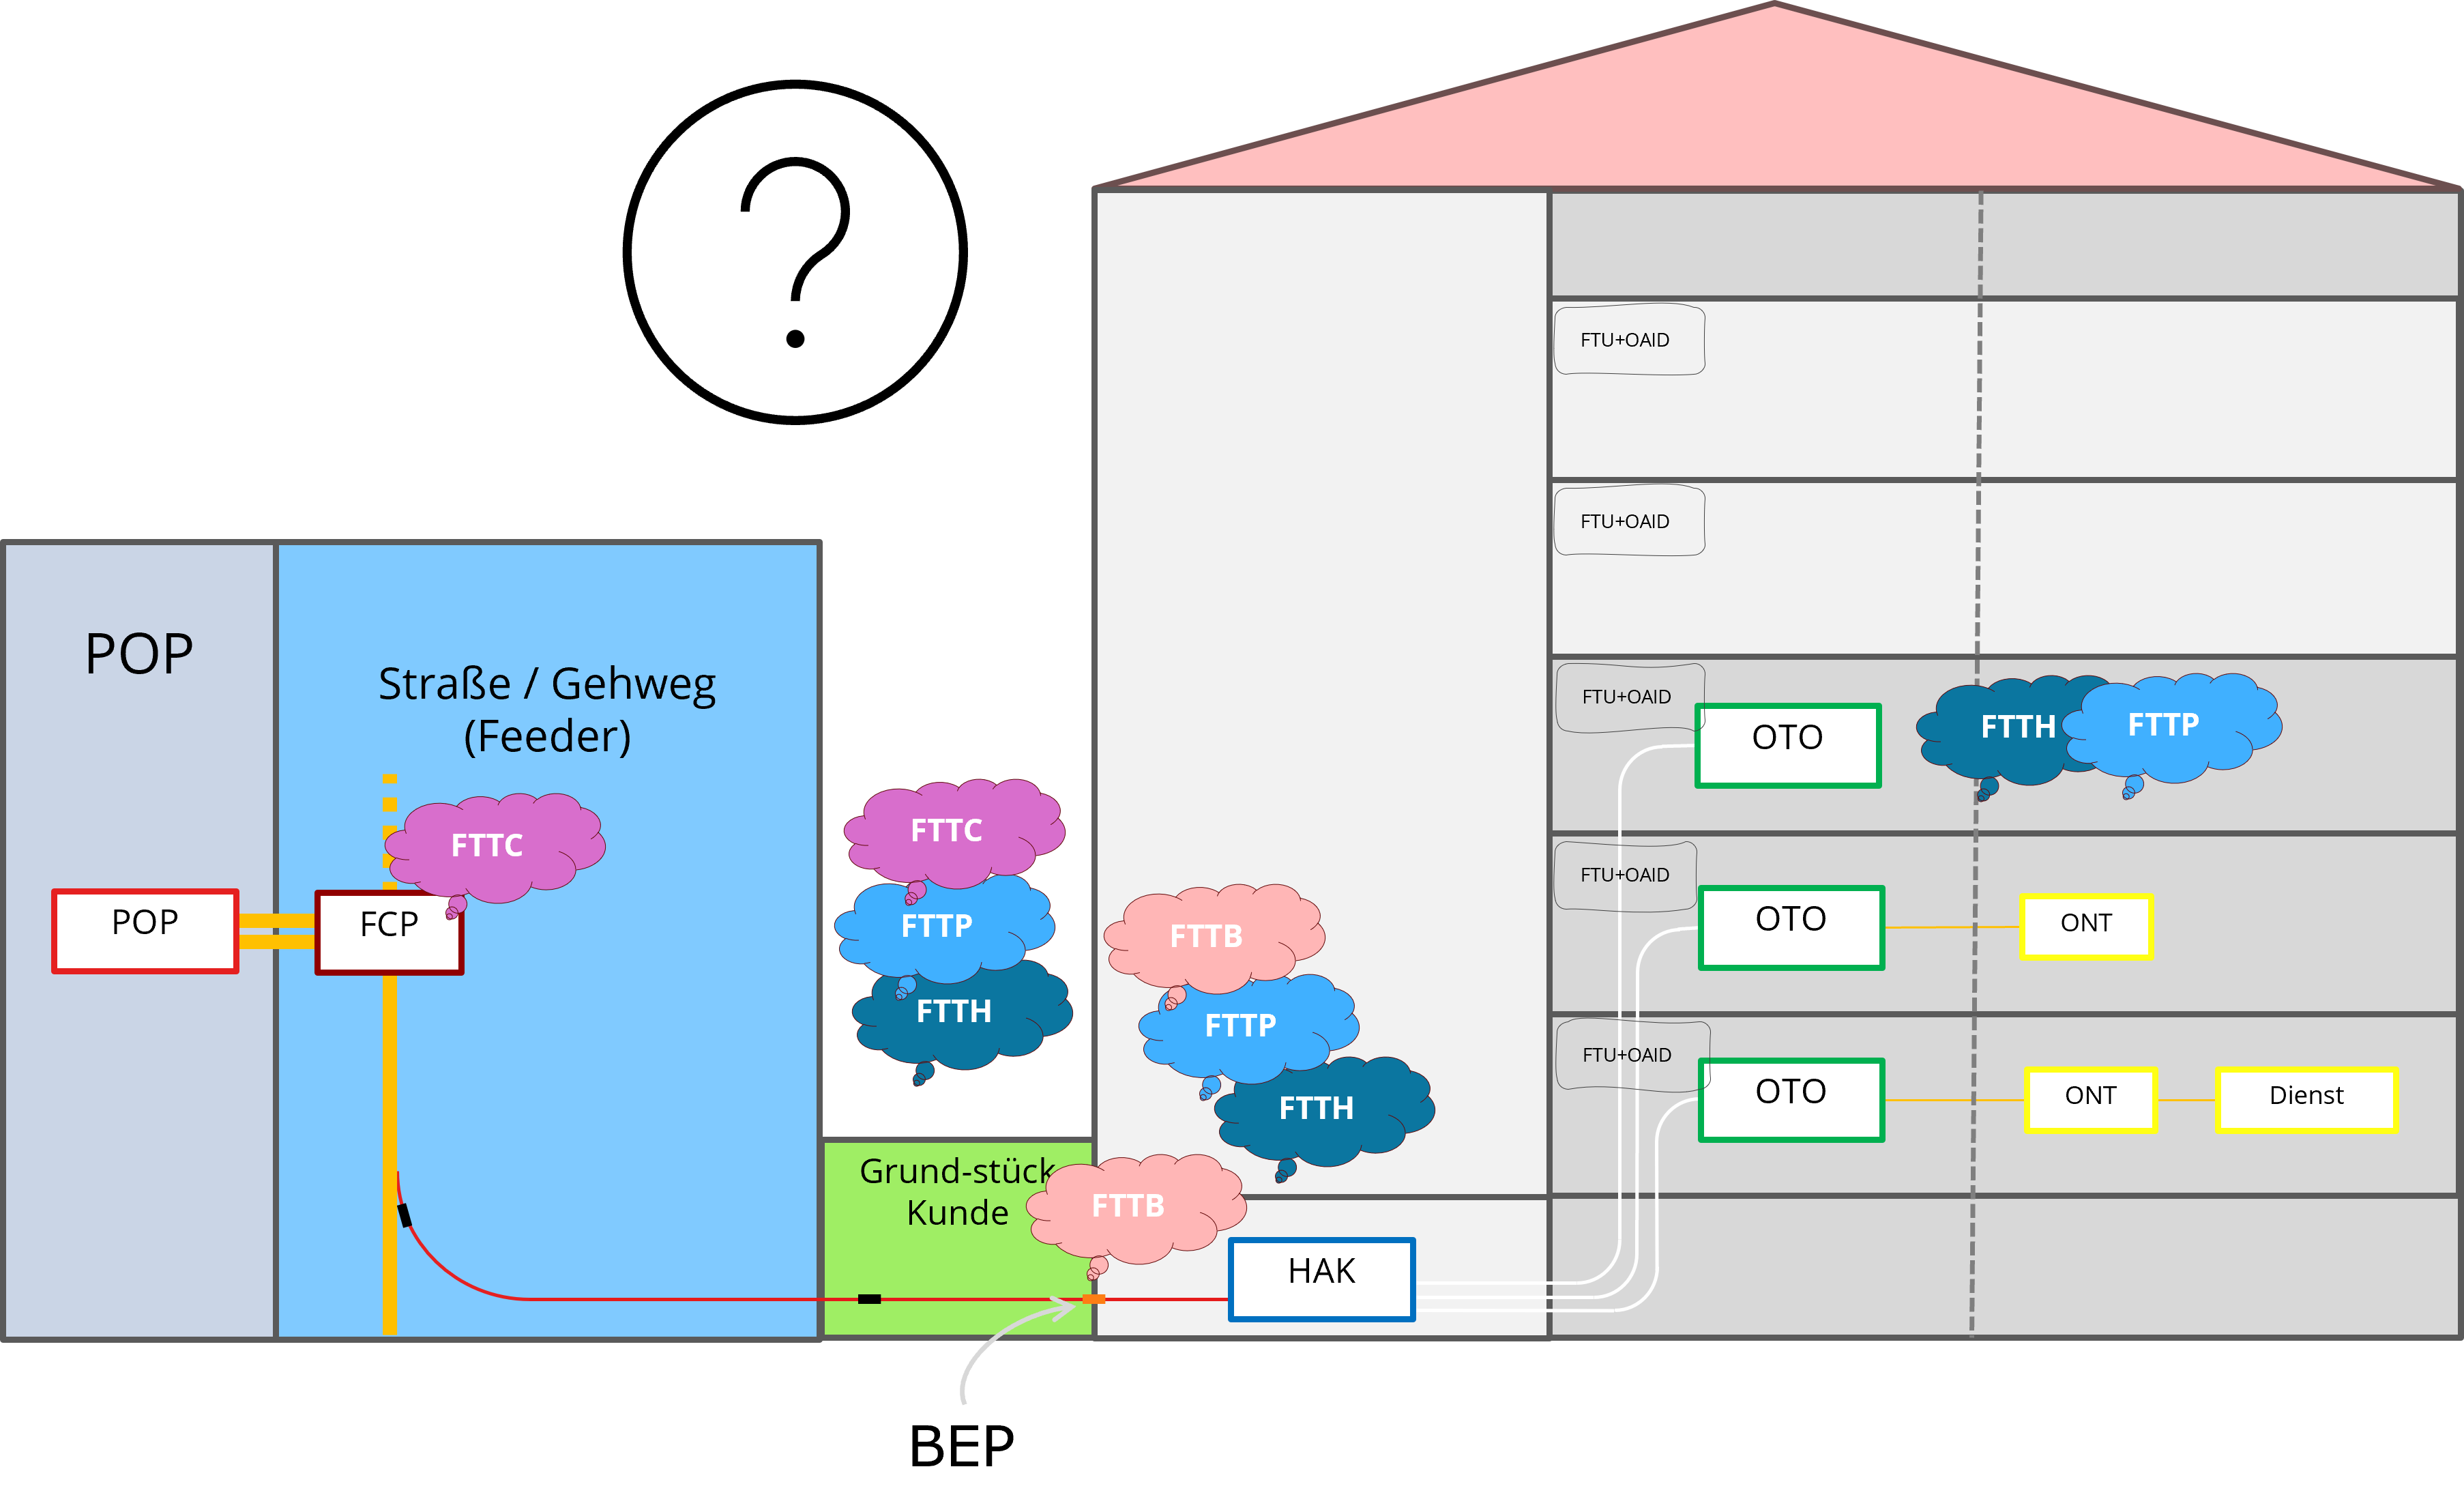 ?
POP
Straße / Gehweg
(Feeder)
FTTC
POP
FCP
FTTC
FTTP
FTTH
Grund-stück
Kunde
FTTB
FTTP
FTTH
FTTB
HAK
BEP
FTU+OAID
FTU+OAID
FTU+OAID
OTO
FTTH
FTTP
FTU+OAID
OTO
ONT
FTU+OAID
OTO
ONT
Dienst